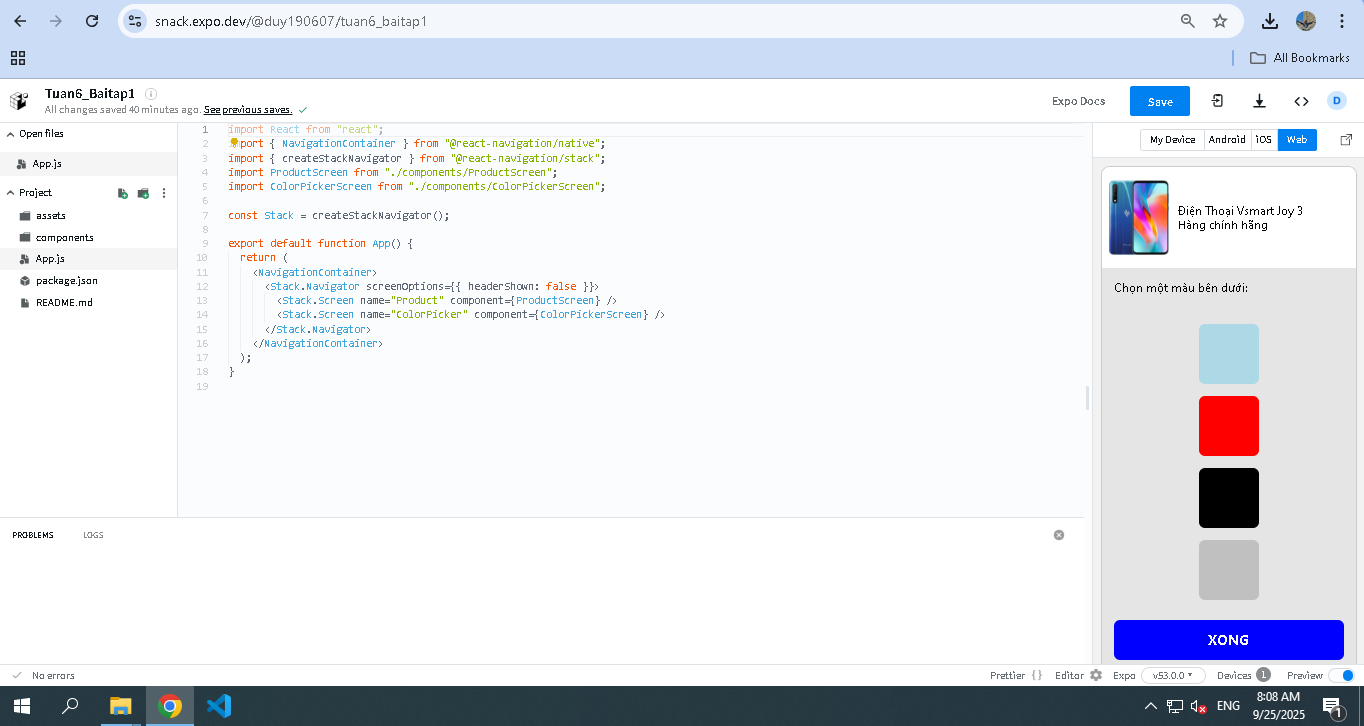 snack.expo.dev/@duy190607/tuan6_baitap1
All Bookmarks
Tuan6_Baitap1
All changes saved 40 minutes ago. See previous saves.
Expo Docs
Save
D
Open files
App.js
Project
assets
components
App.js
package.json
README.md
1 import React from "react";
2 import { NavigationContainer } from "@react-navigation/native";
3 import { createStackNavigator } from "@react-navigation/stack";
4 import ProductScreen from "./components/ProductScreen";
5 import ColorPickerScreen from "./components/ColorPickerScreen";
6
7 const Stack = createStackNavigator();
8
9 export default function App() {
10 return (
11 <NavigationContainer>
12 <Stack.Navigator screenOptions={{ headerShown: false }}>
13 <Stack.Screen name="Product" component={ProductScreen} />
14 <Stack.Screen name="ColorPicker" component={ColorPickerScreen} />
15 </Stack.Navigator>
16 </NavigationContainer>
17 );
18 }
19
My Device Android iOS Web
Điện Thoại Vsmart Joy 3
Hàng chính hãng
Chọn một màu bên dưới:
XONG
PROBLEMS LOGS
No errors
Prettier {} Editor Expo v53.0.0 Devices 1 Preview
ENG
8:08 AM
9/25/2025
1